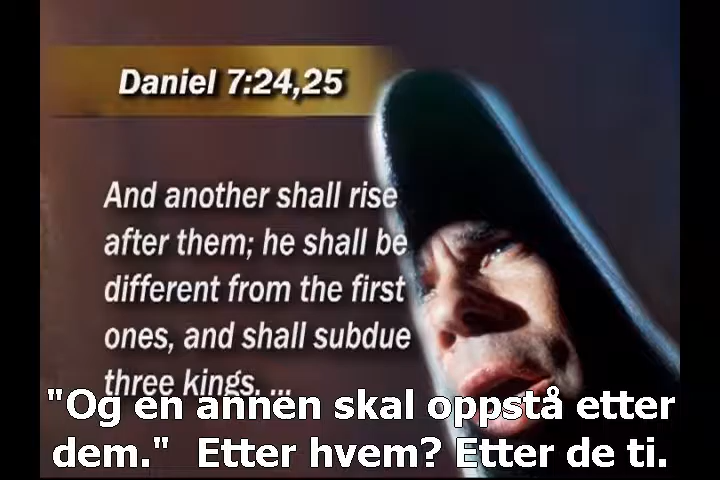 Daniel 7:24,25
And another shall rise
after them; he shall be
different from the first
ones, and shall subdue
three kings. ...
"Og en annen skal oppstå etter
dem."  Etter hvem? Etter de ti.